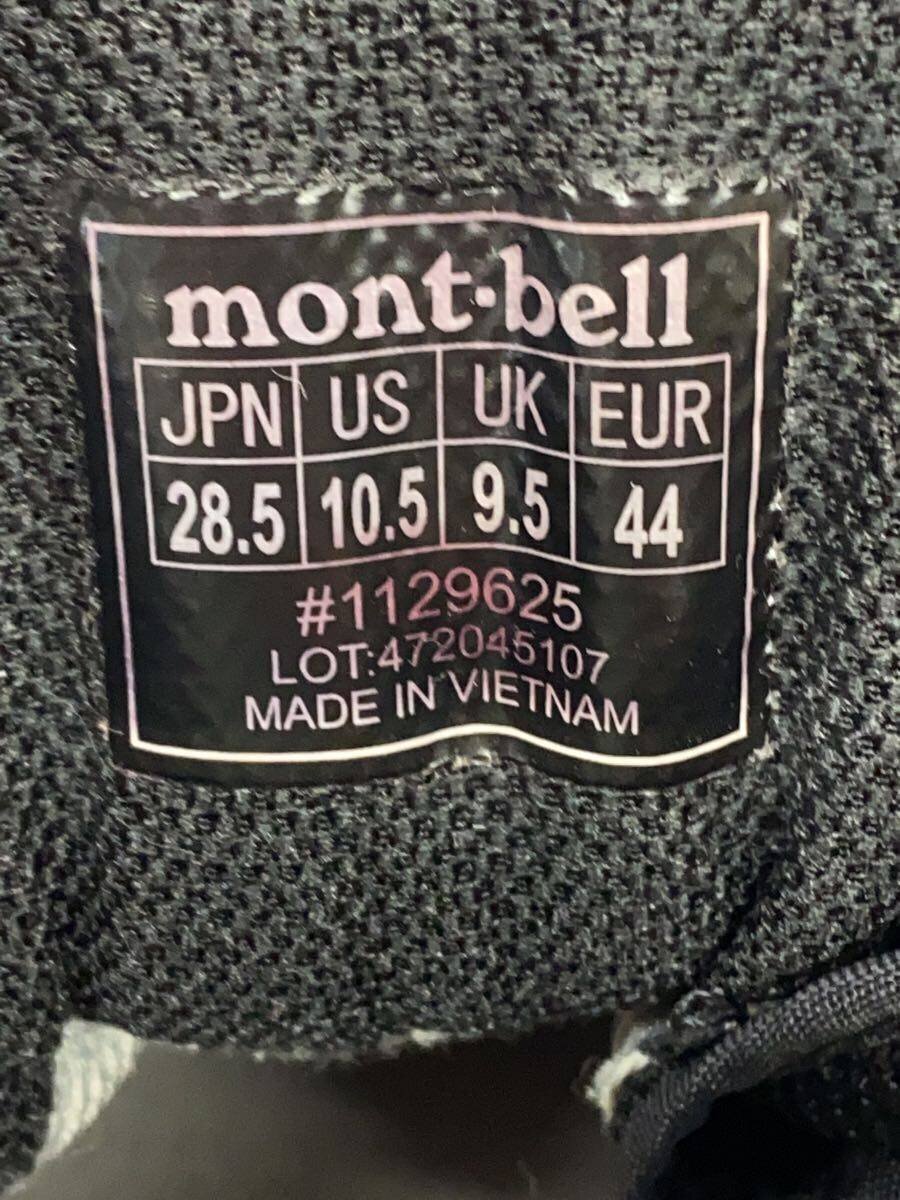 mont-bell
JPN US UK EUR
28.5 10.5 9.5 44
#1129625
LOT:472045107
MADE IN VIETNAM